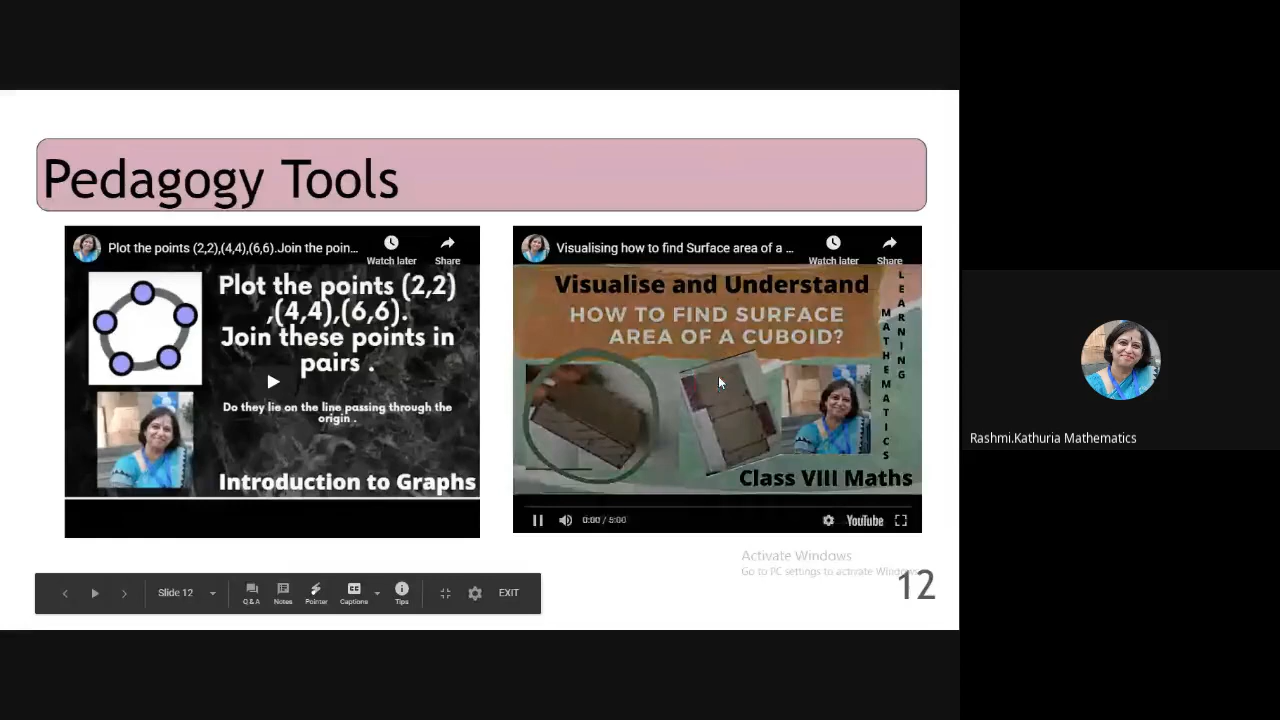 Pedagogy Tools
Plot the points (2,2),(4,4),(6,6).Join the poin...
Watch later
Share
Plot the points (2,2)
,(4,4),(6,6).
Join these points in
pairs .
Do they lie on the line passing through the
origin .
Introduction to Graphs
Visualising how to find Surface area of a ...
Watch later
Share
Visualise and Understand
HOW TO FIND SURFACE
AREA OF A CUBOID?
MATHEMATICS
LEARNING
Class VIII Maths
0:00 / 5:00
YouTube
Activate Windows
Go to PC settings to activate Windows.
12
Slide 12
Q & A
Notes
Pointer
Captions
Tips
EXIT
Rashmi.Kathuria Mathematics